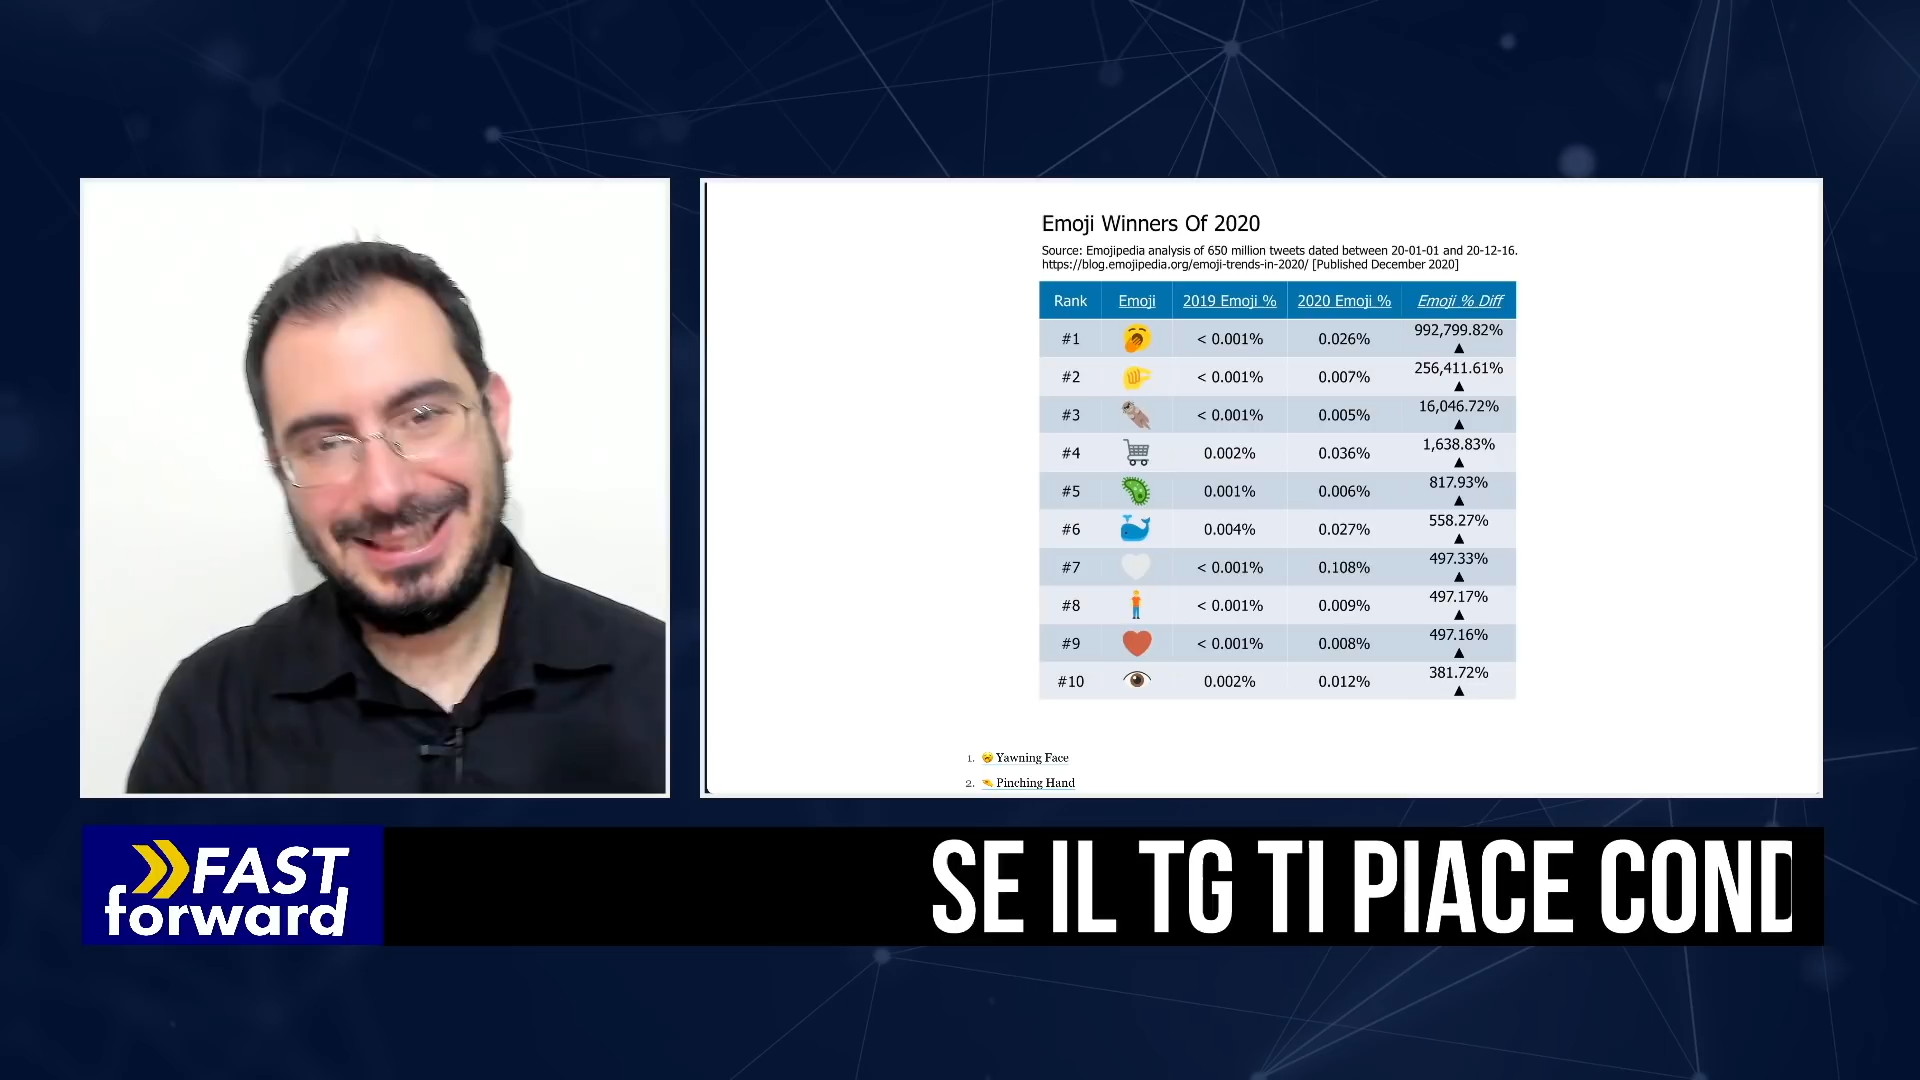 Emoji Winners Of 2020
Source: Emojipedia analysis of 650 million tweets dated between 20-01-01 and 20-12-16.
https://blog.emojipedia.org/emoji-trends-in-2020/ [Published December 2020]
Rank Emoji 2019 Emoji % 2020 Emoji % Emoji % Diff
#1 🥱 < 0.001% 0.026% 992,799.82% ▲
#2 🤏 < 0.001% 0.007% 256,411.61% ▲
#3 🦦 < 0.001% 0.005% 16,046.72% ▲
#4 🛒 0.002% 0.036% 1,638.83% ▲
#5 🦠 0.001% 0.006% 817.93% ▲
#6 🐳 0.004% 0.027% 558.27% ▲
#7 🤍 < 0.001% 0.108% 497.33% ▲
#8 🧍 < 0.001% 0.009% 497.17% ▲
#9 🤎 < 0.001% 0.008% 497.16% ▲
#10 👁 0.002% 0.012% 381.72% ▲
1. 🥱 Yawning Face
2. 🤏 Pinching Hand
FAST
forward
SE IL TG TI PIACE COND